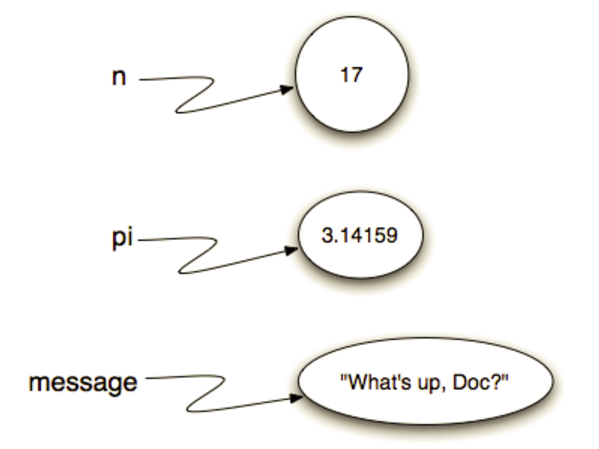 n
17
pi
3.14159
message
"What's up, Doc?"